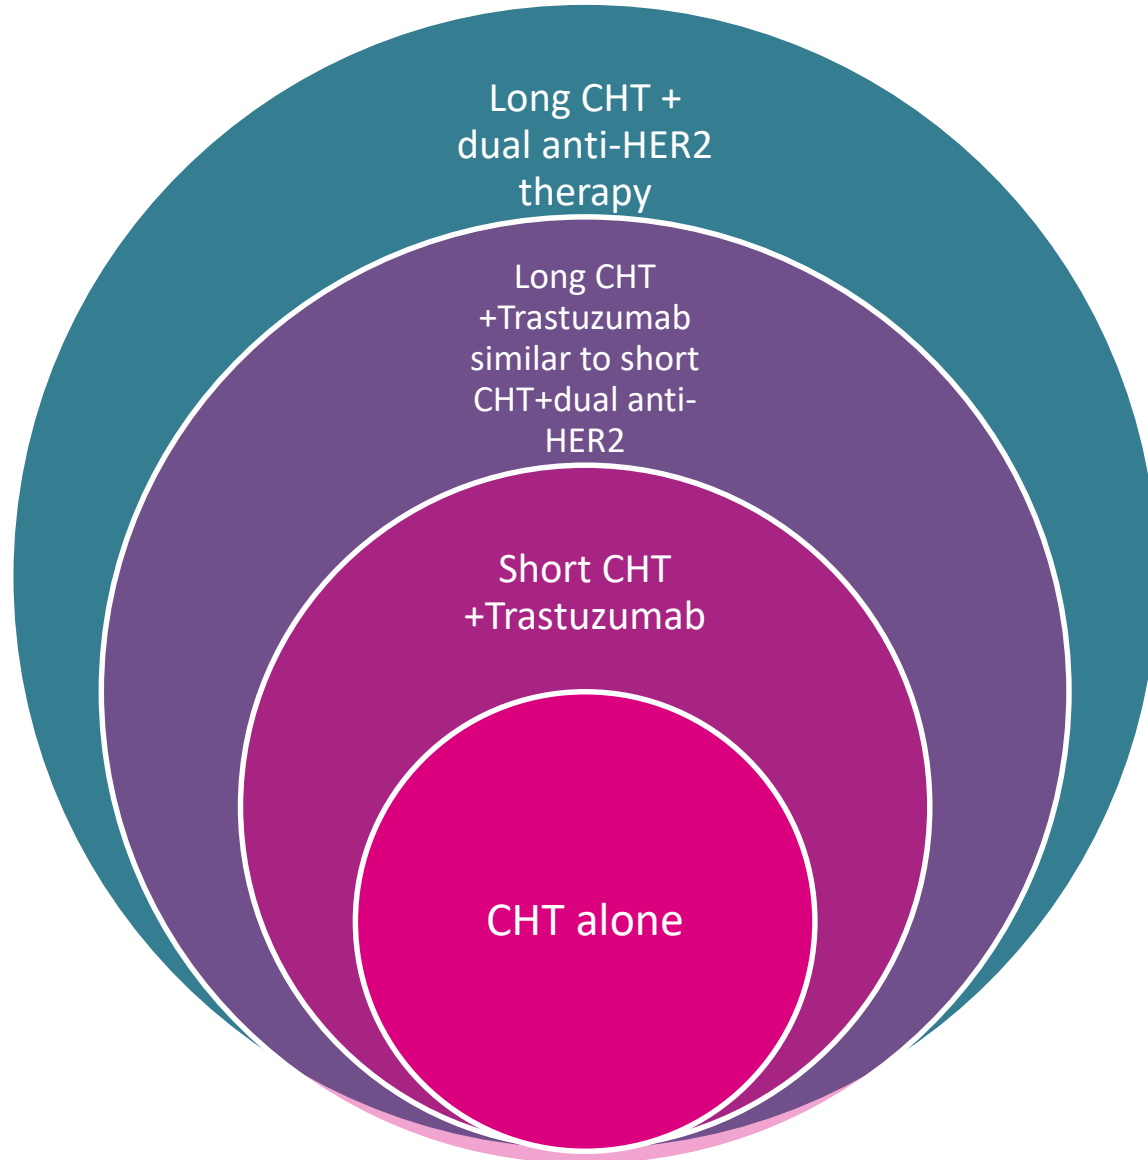 Long CHT +
dual anti-HER2
therapy
Long CHT
+Trastuzumab
similar to short
CHT+dual anti-
HER2
Short CHT
+Trastuzumab
CHT alone